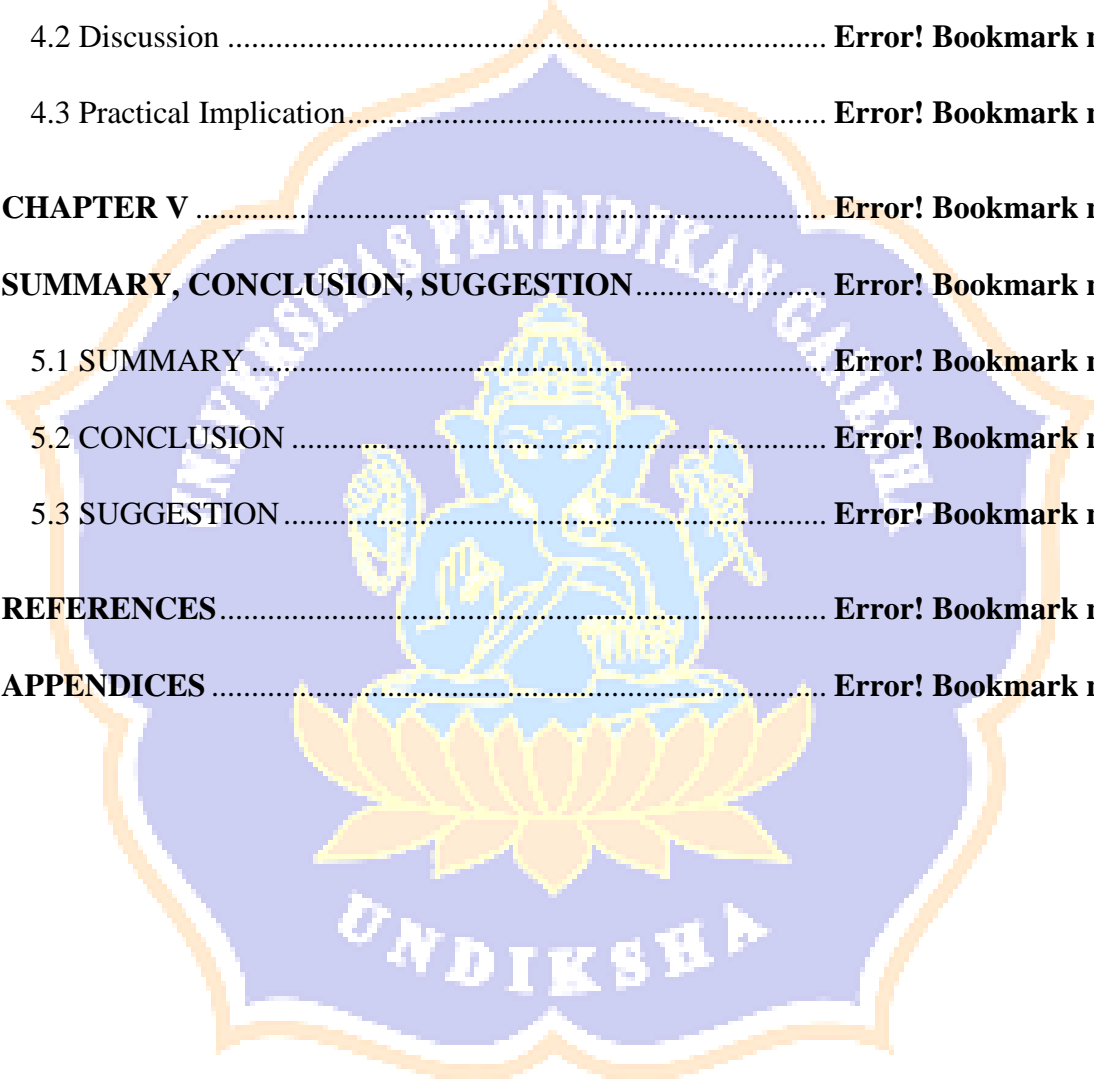 4.2 Discussion ............................................................................ Error! Bookmark
4.3 Practical Implication............................................................. Error! Bookmark
CHAPTER V ................................................................................ Error! Bookmark
SUMMARY, CONCLUSION, SUGGESTION........................ Error! Bookmark
5.1 SUMMARY ......................................................................... Error! Bookmark
5.2 CONCLUSION .................................................................... Error! Bookmark
5.3 SUGGESTION ..................................................................... Error! Bookmark
REFERENCES............................................................................. Error! Bookmark
APPENDICES .............................................................................. Error! Bookmark
UNIVERSITAS PENDIDIKAN GANESHA
UNDIKSHA